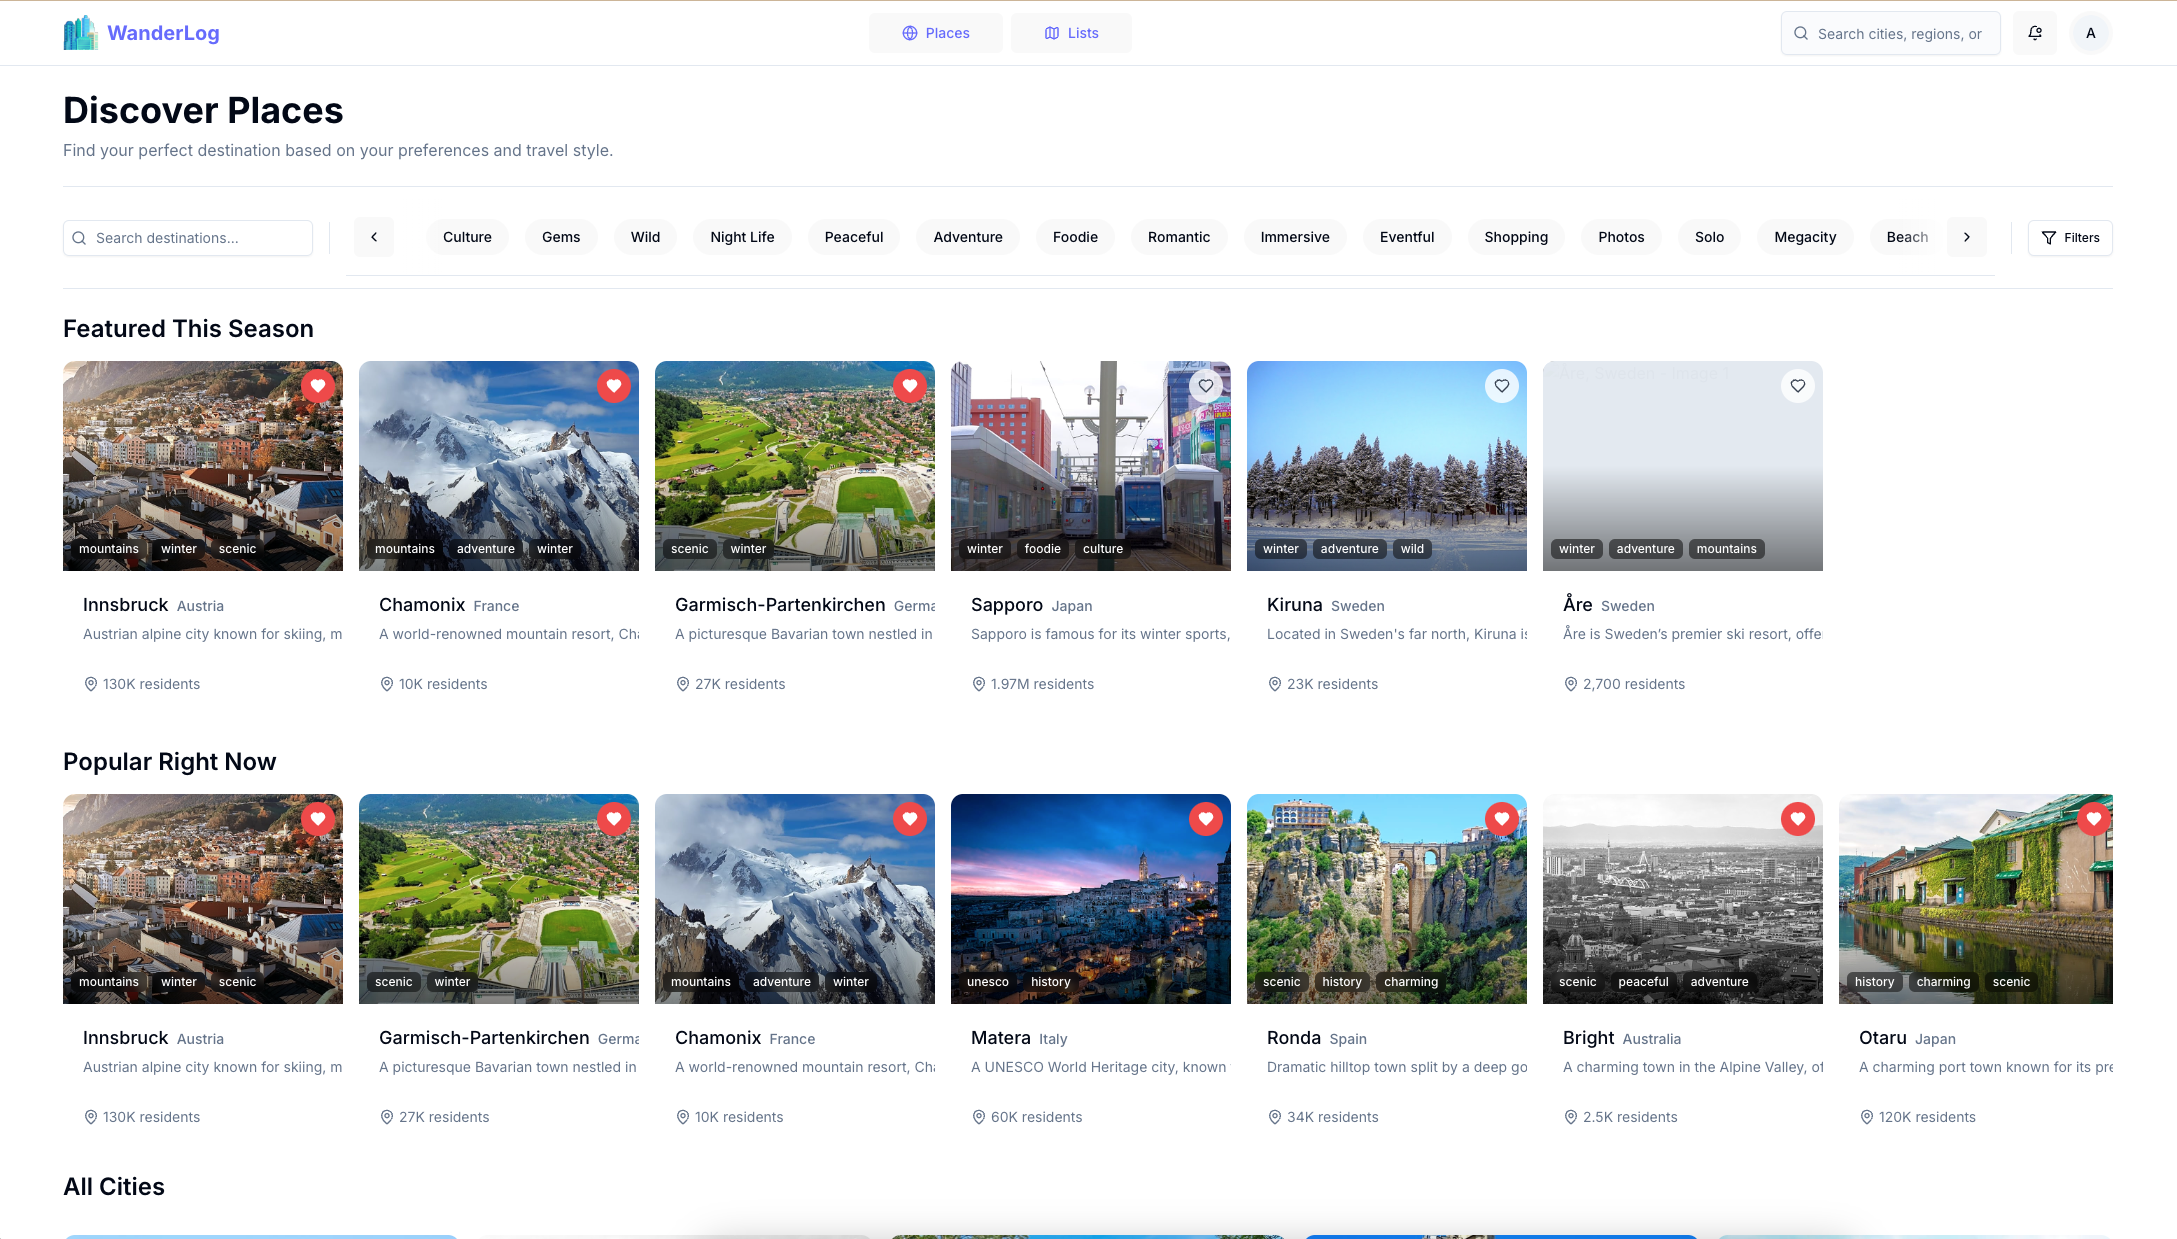 WanderLog
Places
Lists
Search cities, regions, or
A
Discover Places
Find your perfect destination based on your preferences and travel style.
Search destinations...
Culture
Gems
Wild
Night Life
Peaceful
Adventure
Foodie
Romantic
Immersive
Eventful
Shopping
Photos
Solo
Megacity
Beach
Filters
Featured This Season
mountains winter scenic
Innsbruck Austria
Austrian alpine city known for skiing, m
130K residents
mountains adventure winter
Chamonix France
A world-renowned mountain resort, Cha
10K residents
scenic winter
Garmisch-Partenkirchen Germa
A picturesque Bavarian town nestled in
27K residents
winter foodie culture
Sapporo Japan
Sapporo is famous for its winter sports,
1.97M residents
winter adventure wild
Kiruna Sweden
Located in Sweden's far north, Kiruna is
23K residents
Åre, Sweden - Image 1
winter adventure mountains
Åre Sweden
Åre is Sweden’s premier ski resort, offe
2,700 residents
Popular Right Now
mountains winter scenic
Innsbruck Austria
Austrian alpine city known for skiing, m
130K residents
scenic winter
Garmisch-Partenkirchen Germa
A picturesque Bavarian town nestled in
27K residents
mountains adventure winter
Chamonix France
A world-renowned mountain resort, Cha
10K residents
unesco history
Matera Italy
A UNESCO World Heritage city, known
60K residents
scenic history charming
Ronda Spain
Dramatic hilltop town split by a deep go
34K residents
scenic peaceful adventure
Bright Australia
A charming town in the Alpine Valley, of
2.5K residents
history charming scenic
Otaru Japan
A charming port town known for its pre
120K residents
All Cities